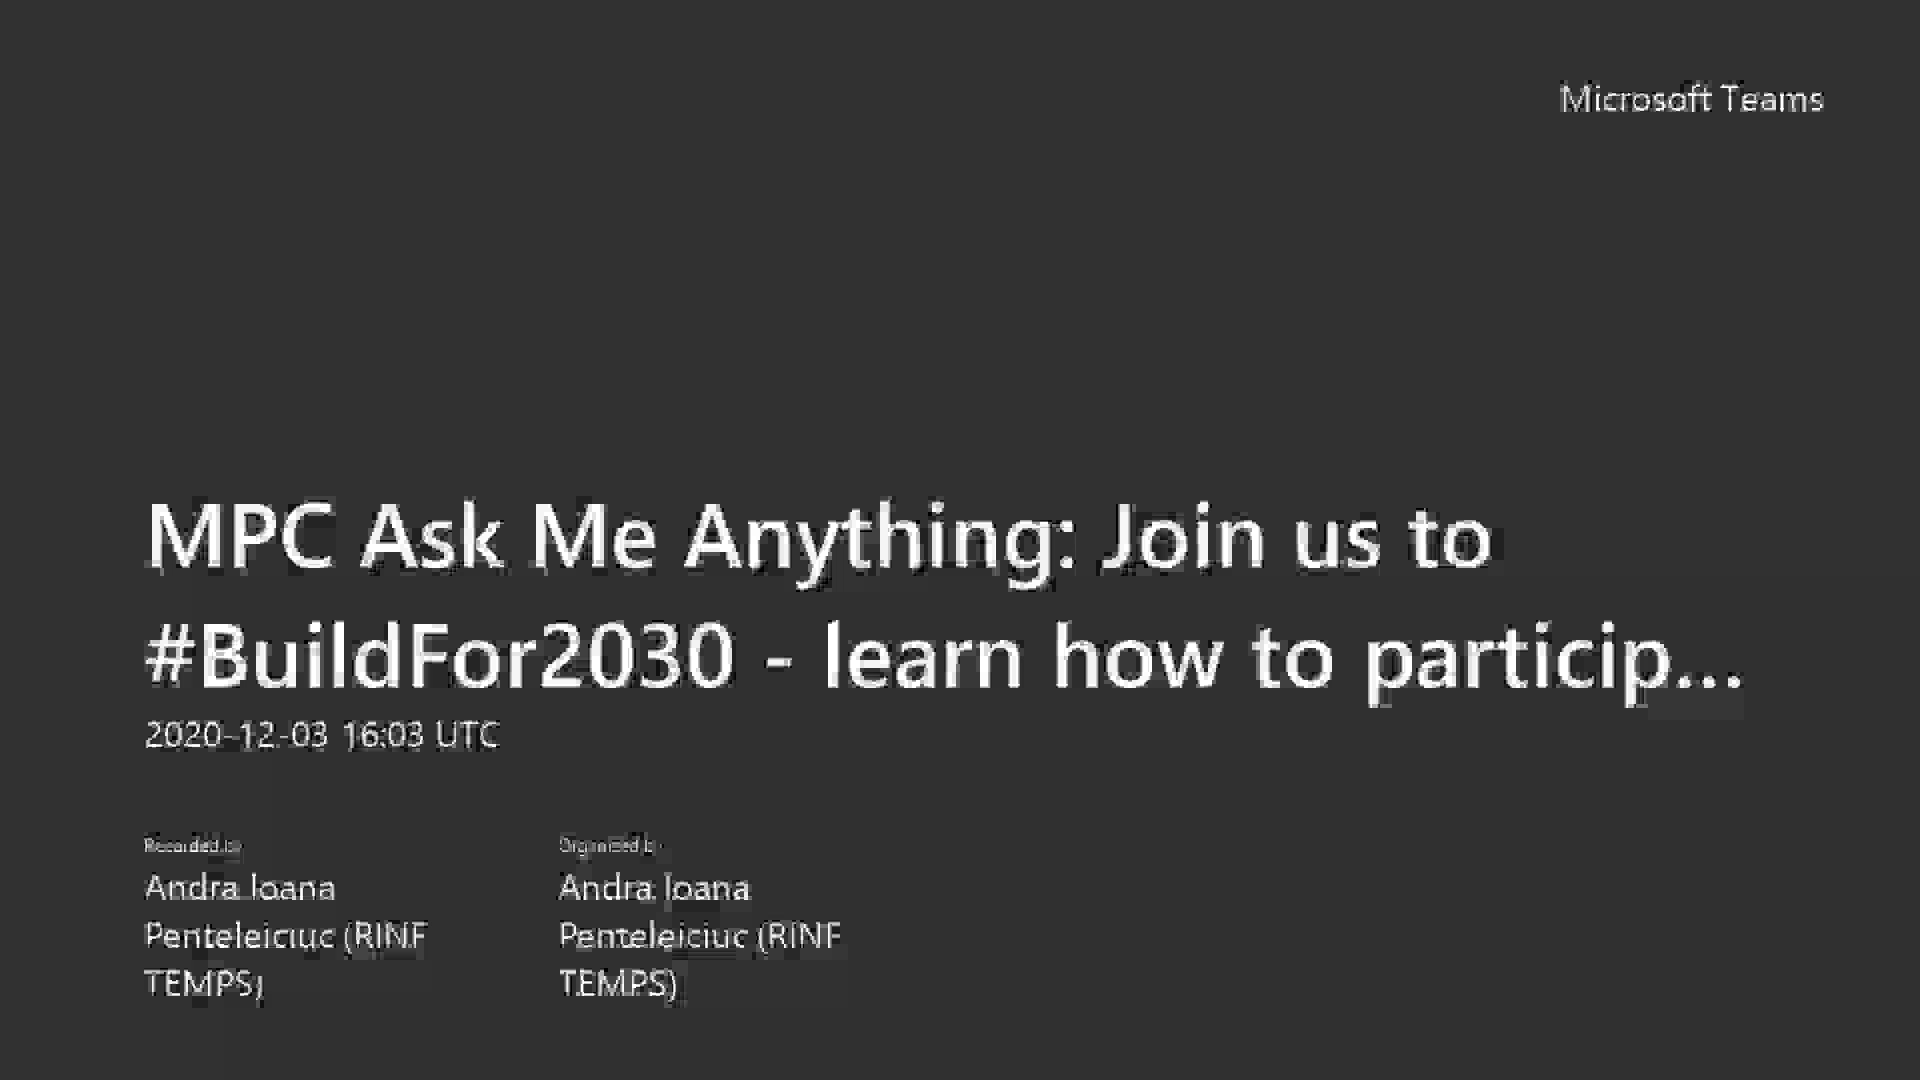 Microsoft Teams
MPC Ask Me Anything: Join us to
#BuildFor2030 - learn how to particip...
2020-12-03 16:03 UTC
Recorded by
Organized by
Andra Ioana
Andra Ioana
Penteleiciuc (RINF
Penteleiciuc (RINF
TEMPS)
TEMPS)